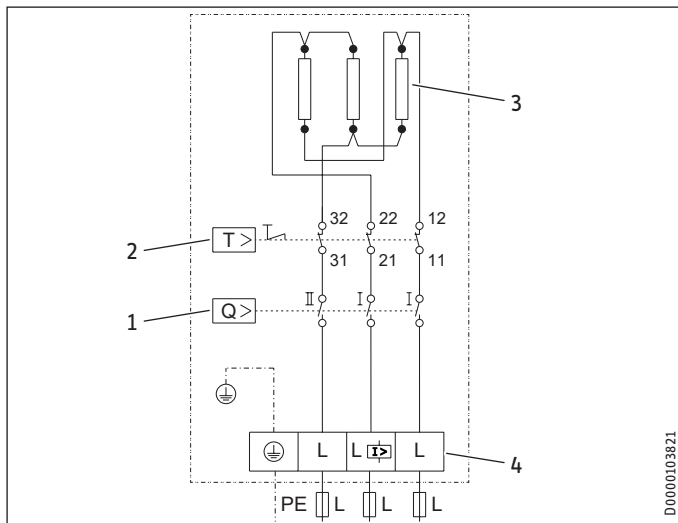 3
32 22 12
2 T>
31 21 11
II I I
1 Q>
L L I> L
4
PE L L L
D0000103821